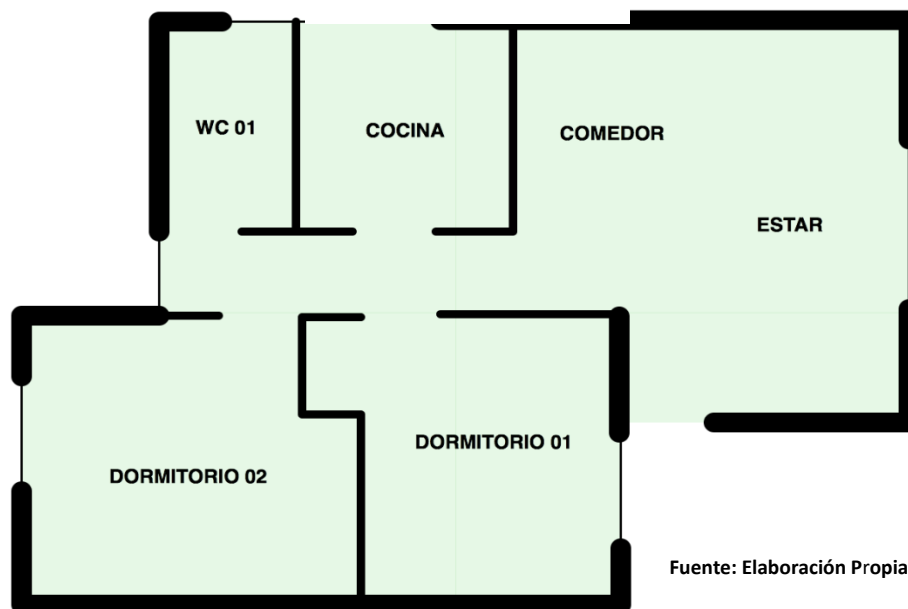 WC 01
COCINA
COMEDOR
ESTAR
DORMITORIO 01
DORMITORIO 02
Fuente: Elaboración Propia